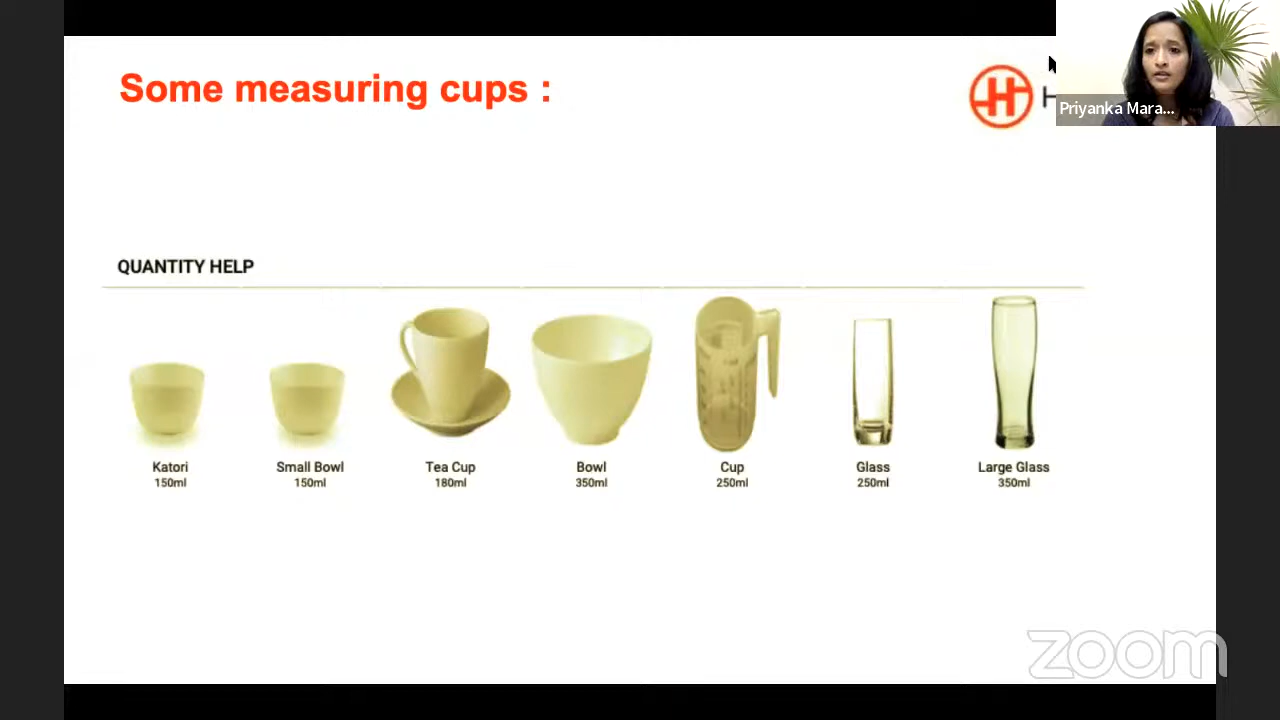 Some measuring cups :
H
Priyanka Mara...
QUANTITY HELP
Katori
150ml
Small Bowl
150ml
Tea Cup
180ml
Bowl
350ml
Cup
250ml
Glass
250ml
Large Glass
350ml
zoom